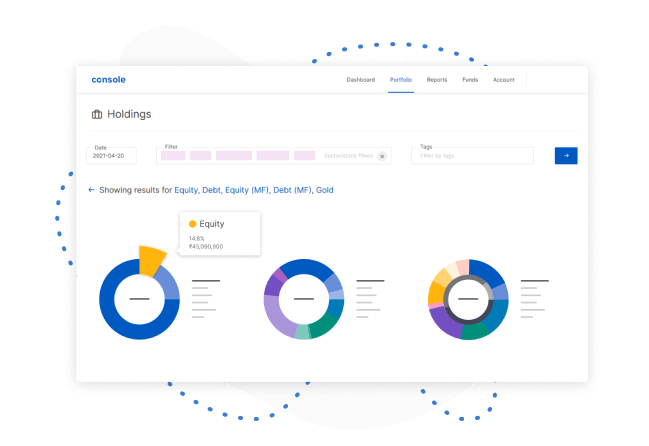 console
Dashboard Portfolio Reports Funds Account
Holdings
Date
2021-04-20
Filter
Sector/stock filters
Tags
Filter by tags
Showing results for Equity, Debt, Equity (MF), Debt (MF), Gold
Equity
14.8%
₹45,090,900